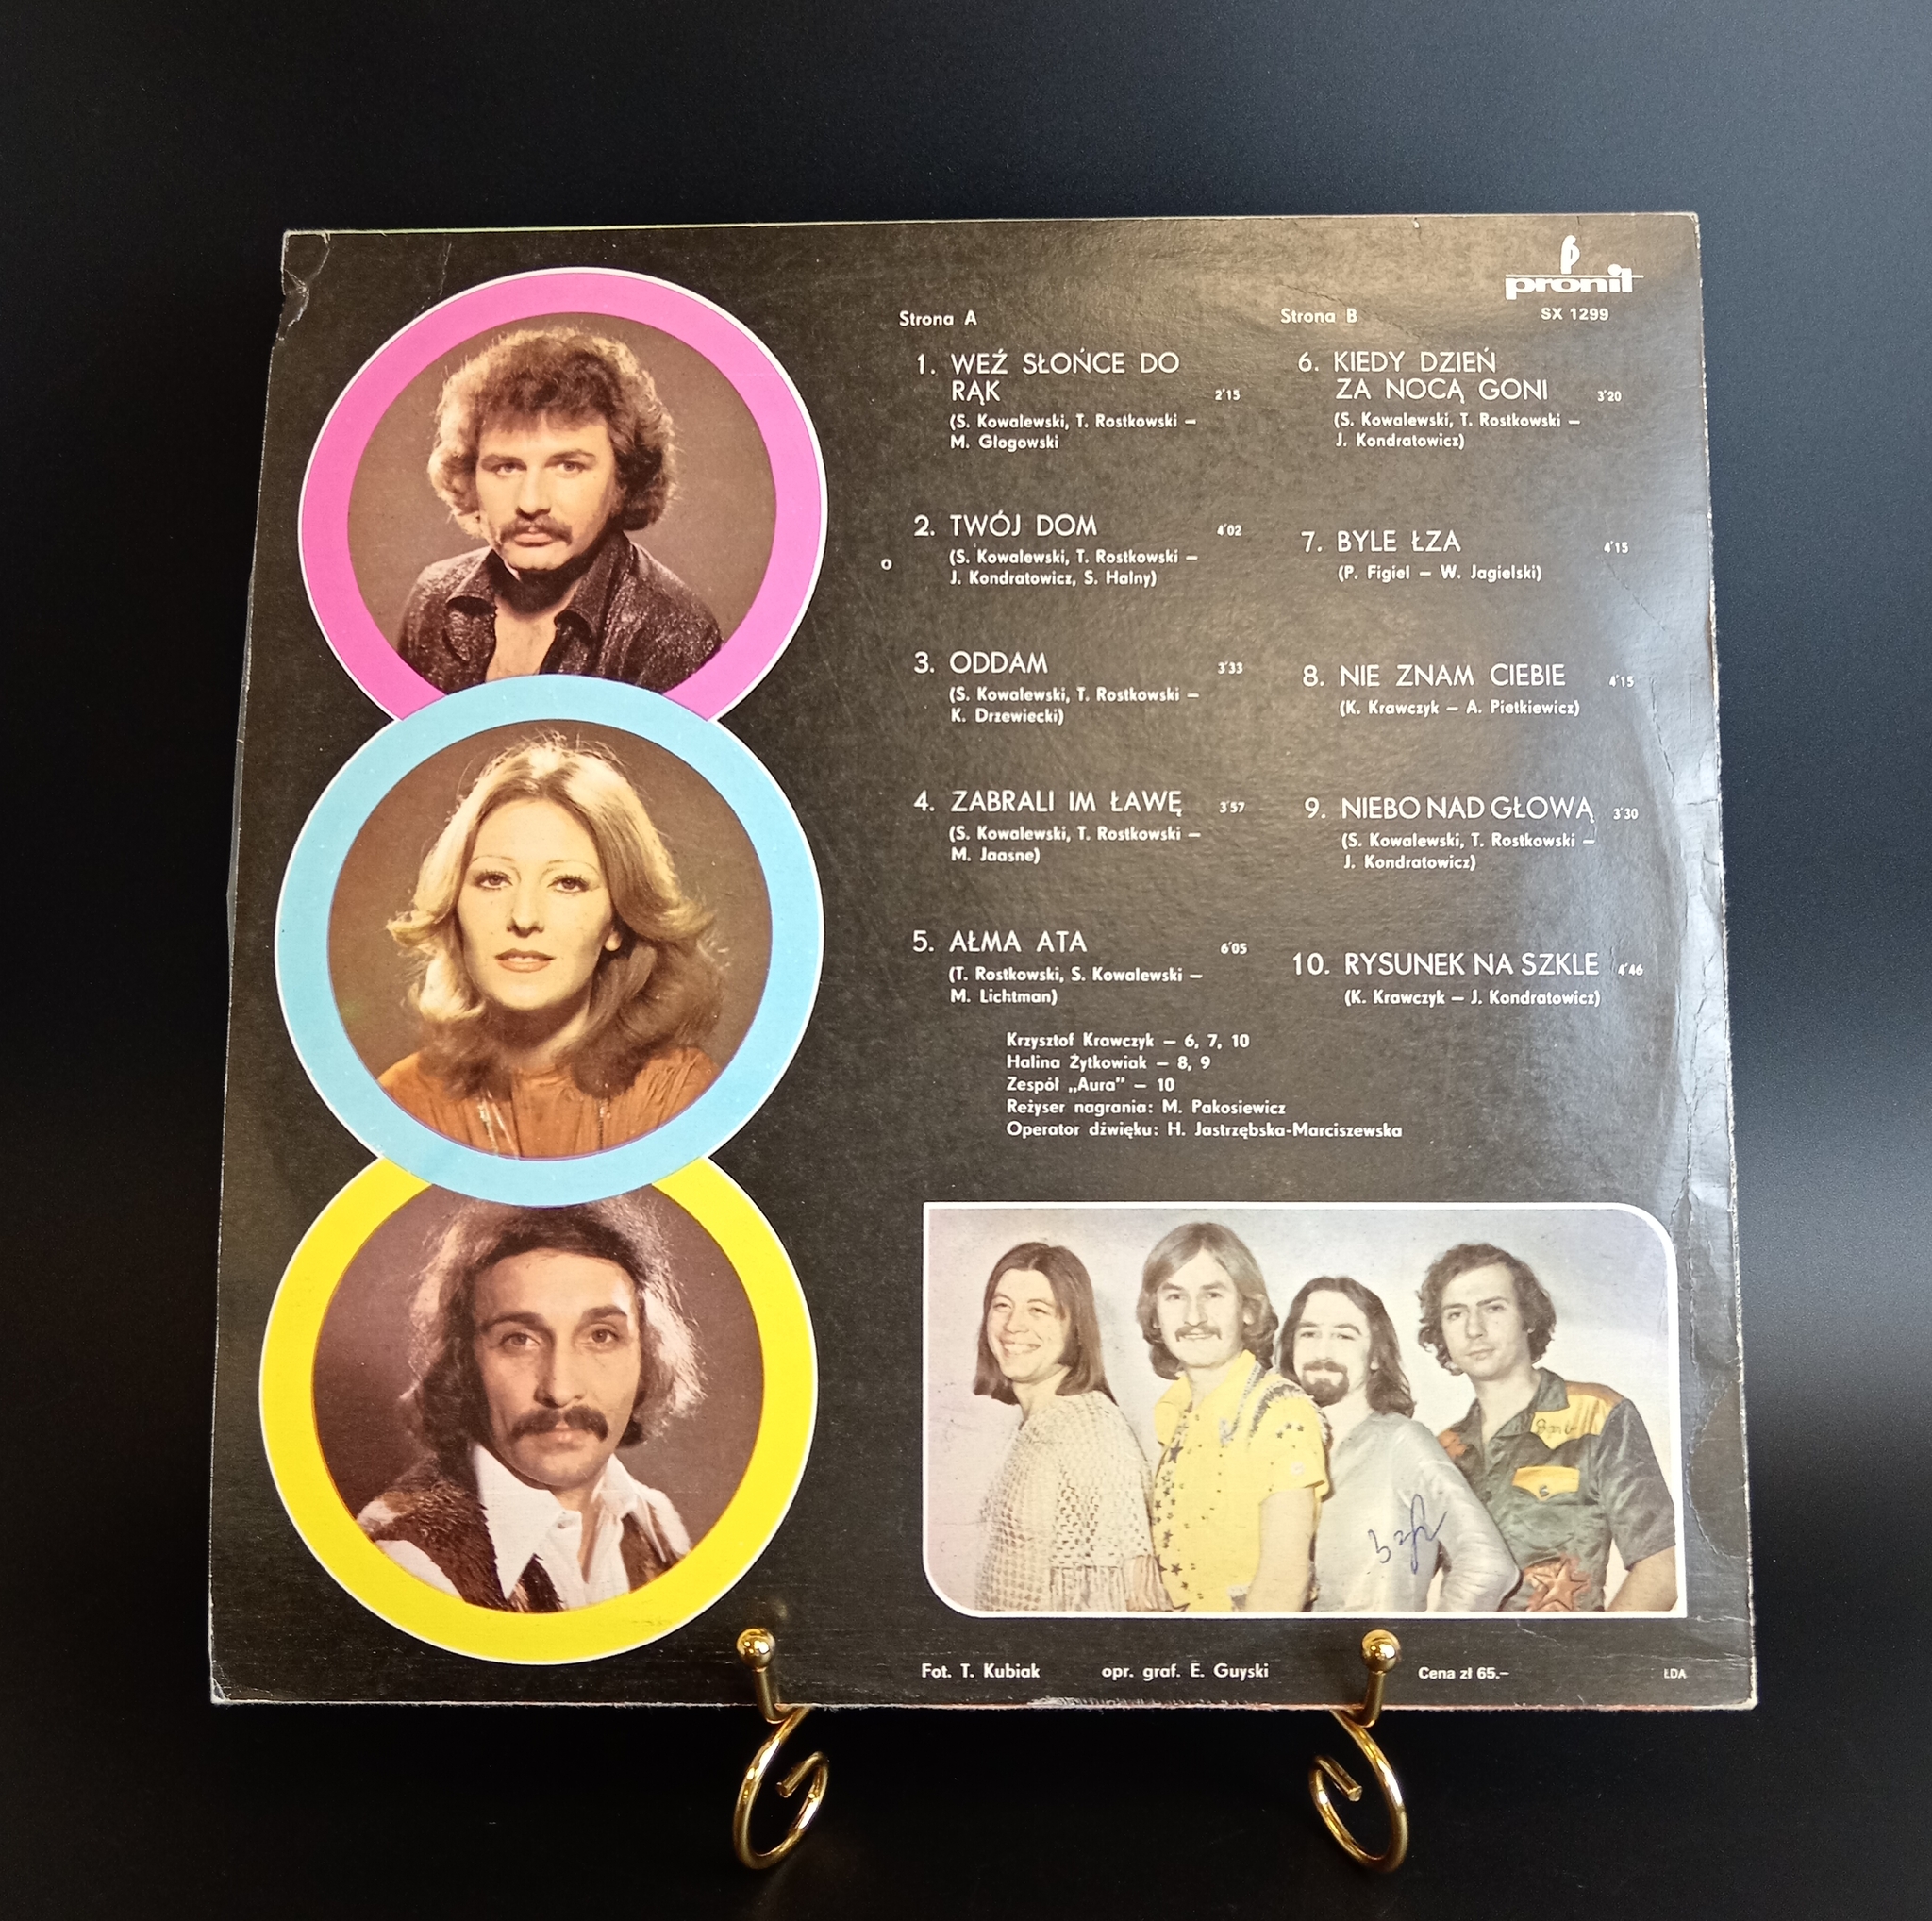 pronit
SX 1299
Strona A
1. WEŹ SŁOŃCE DO
RĄK 2'15
(S. Kowalewski, T. Rostkowski –
M. Głogowski
2. TWÓJ DOM 4'02
(S. Kowalewski, T. Rostkowski –
J. Kondratowicz, S. Halny)
3. ODDAM 3'33
(S. Kowalewski, T. Rostkowski –
K. Drzewiecki)
4. ZABRALI IM ŁAWĘ 3'57
(S. Kowalewski, T. Rostkowski –
M. Jaasne)
5. AŁMA ATA 6'05
(T. Rostkowski, S. Kowalewski –
M. Lichtman)
Strona B
6. KIEDY DZIEŃ
ZA NOCĄ GONI 3'20
(S. Kowalewski, T. Rostkowski –
J. Kondratowicz)
7. BYLE ŁZA 4'15
(P. Figiel – W. Jagielski)
8. NIE ZNAM CIEBIE 4'15
(K. Krawczyk – A. Pietkiewicz)
9. NIEBO NAD GŁOWĄ 3'30
(S. Kowalewski, T. Rostkowski –
J. Kondratowicz)
10. RYSUNEK NA SZKLE 4'46
(K. Krawczyk – J. Kondratowicz)
Krzysztof Krawczyk – 6, 7, 10
Halina Żytkowiak – 8, 9
Zespół „Aura” – 10
Reżyser nagrania: M. Pakosiewicz
Operator dźwięku: H. Jastrzębska-Marciszewska
Fot. T. Kubiak opr. graf. E. Guyski Cena zł 65.– ŁDA